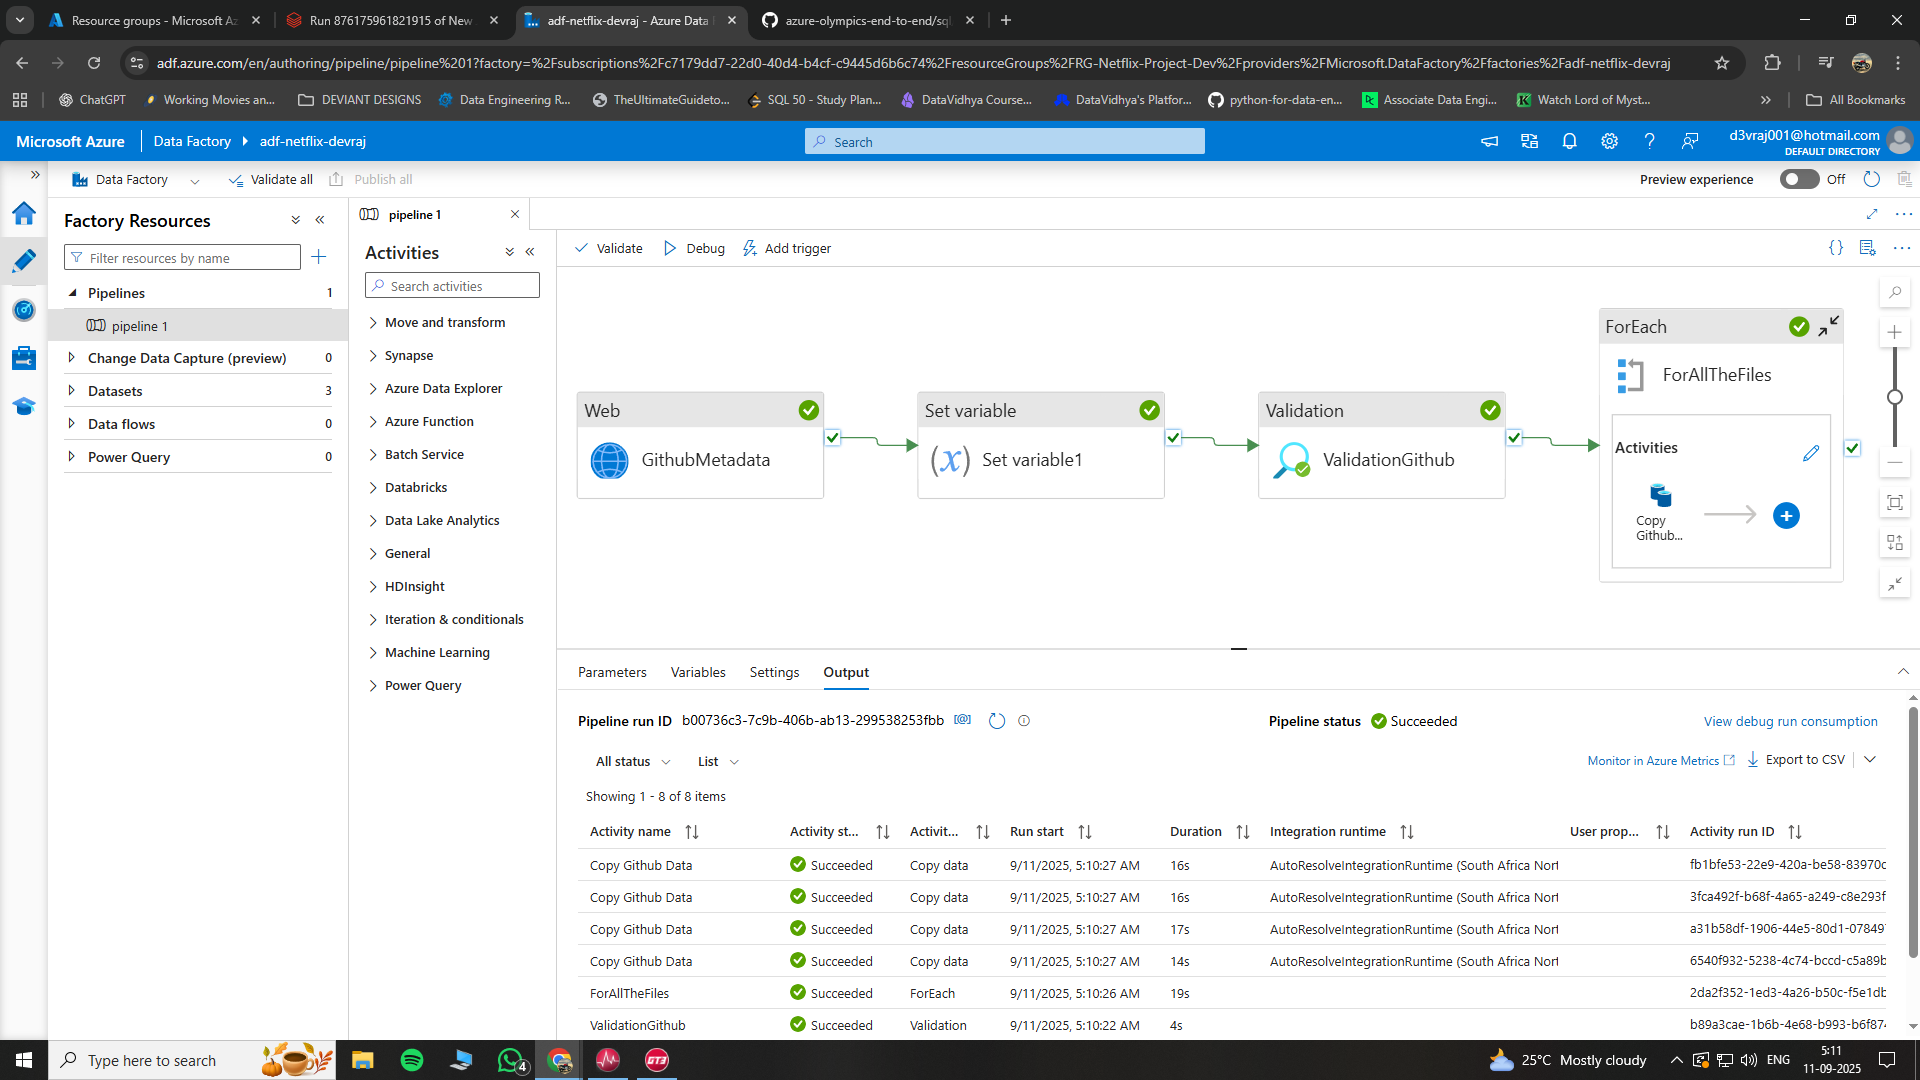 Resource groups - Microsoft Az
Run 876175961821915 of New
adf-netflix-devraj - Azure Data
azure-olympics-end-to-end/sql
adf.azure.com/en/authoring/pipeline/pipeline%201?factory=%2Fsubscriptions%2Fc7179dd7-22d0-40d4-b4cf-c9445d6b6c74%2FresourceGroups%2FRG-Netflix-Project-Dev%2Fproviders%2FMicrosoft.DataFactory%2Ffactories%2Fadf-netflix-devraj
ChatGPT
Working Movies an...
DEVIANT DESIGNS
Data Engineering R...
TheUltimateGuideto...
SQL 50 - Study Plan...
DataVidhya Course...
DataVidhya's Platfor...
python-for-data-en...
Associate Data Engi...
Watch Lord of Myst...
All Bookmarks
Microsoft Azure
Data Factory
adf-netflix-devraj
Search
d3vraj001@hotmail.com
DEFAULT DIRECTORY
Data Factory
Validate all
Publish all
Preview experience
Off
Factory Resources
Filter resources by name
Pipelines 1
pipeline 1
Change Data Capture (preview) 0
Datasets 3
Data flows 0
Power Query 0
pipeline 1
Activities
Search activities
Move and transform
Synapse
Azure Data Explorer
Azure Function
Batch Service
Databricks
Data Lake Analytics
General
HDInsight
Iteration & conditionals
Machine Learning
Power Query
Validate
Debug
Add trigger
Web
GithubMetadata
Set variable
(x)
Set variable1
Validation
ValidationGithub
ForEach
ForAllTheFiles
Activities
Copy
Github...
Parameters
Variables
Settings
Output
Pipeline run ID b00736c3-7c9b-406b-ab13-299538253fbb
Pipeline status Succeeded
View debug run consumption
All status
List
Monitor in Azure Metrics
Export to CSV
Showing 1 - 8 of 8 items
Activity name Activity st... Activit... Run start Duration Integration runtime User prop... Activity run ID
Copy Github Data Succeeded Copy data 9/11/2025, 5:10:27 AM 16s AutoResolveIntegrationRuntime (South Africa Nort fb1bfe53-22e9-420a-be58-83970c
Copy Github Data Succeeded Copy data 9/11/2025, 5:10:27 AM 16s AutoResolveIntegrationRuntime (South Africa Nort 3fca492f-b68f-4a65-a249-c8e293f
Copy Github Data Succeeded Copy data 9/11/2025, 5:10:27 AM 17s AutoResolveIntegrationRuntime (South Africa Nort a31b58df-1906-44e5-80d1-07849
Copy Github Data Succeeded Copy data 9/11/2025, 5:10:27 AM 14s AutoResolveIntegrationRuntime (South Africa Nort 6540f932-5238-4c74-bccd-c5a89b
ForAllTheFiles Succeeded ForEach 9/11/2025, 5:10:26 AM 19s 2da2f352-1ed3-4a26-b50c-f5e1db
ValidationGithub Succeeded Validation 9/11/2025, 5:10:22 AM 4s b89a3cae-1b6b-4e68-b993-b6f87
Type here to search
4
GT3
25°C Mostly cloudy
ENG
5:11
11-09-2025